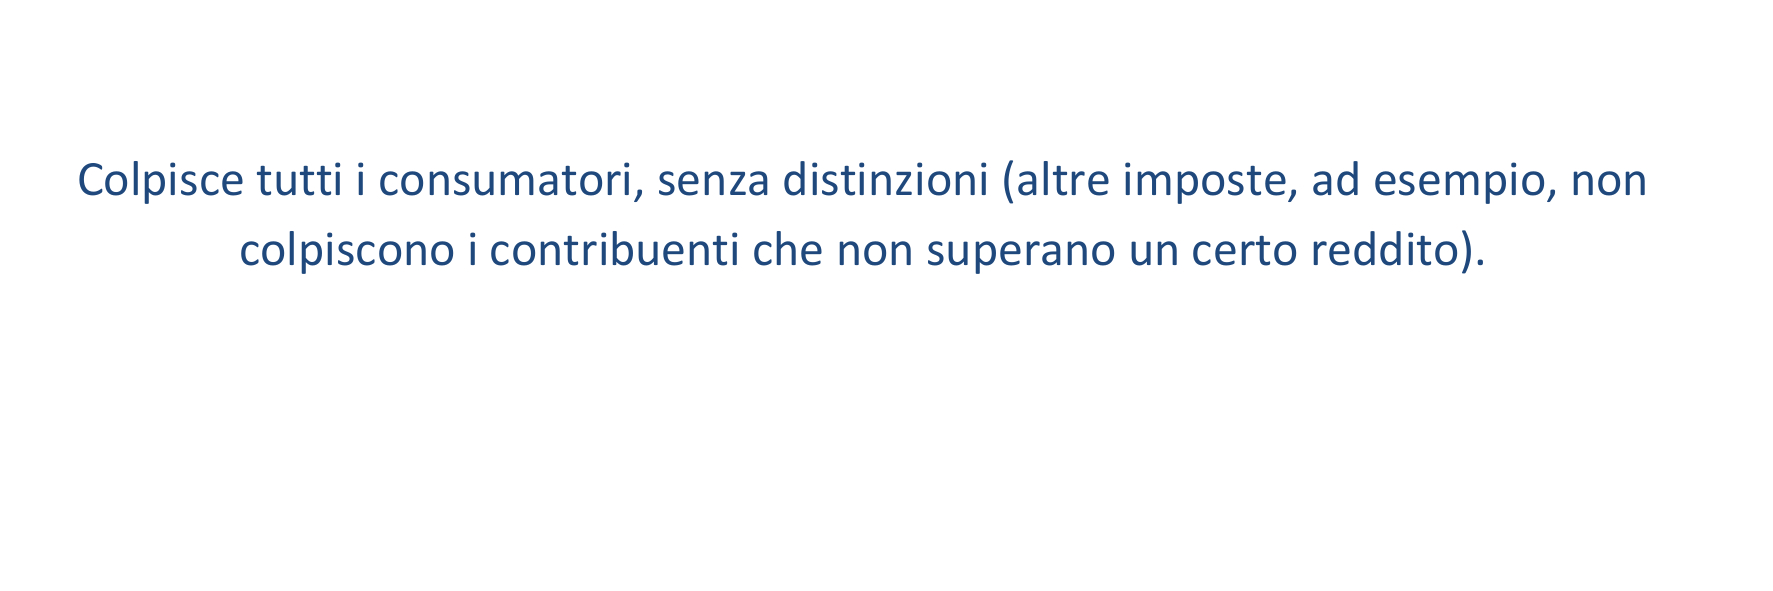 Colpisce tutti i consumatori, senza distinzioni (altre imposte, ad esempio, non
colpiscono i contribuenti che non superano un certo reddito).